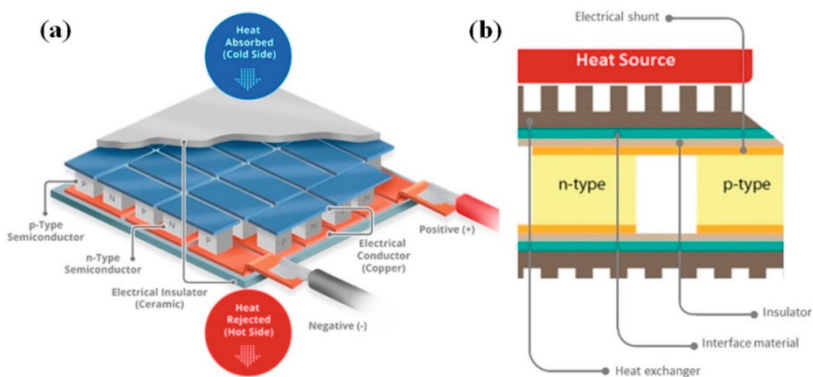 (a)
Heat
Absorbed
(Cold Side)
P
N
P
N
P
N
P
N
p-Type
Semiconductor
n-Type
Semiconductor
Electrical Insulator
(Ceramic)
Electrical
Conductor
(Copper)
Positive (+)
Negative (-)
Heat
Rejected
(Hot Side)
(b)
Electrical shunt
Heat Source
n-type
p-type
Insulator
Interface material
Heat exchanger